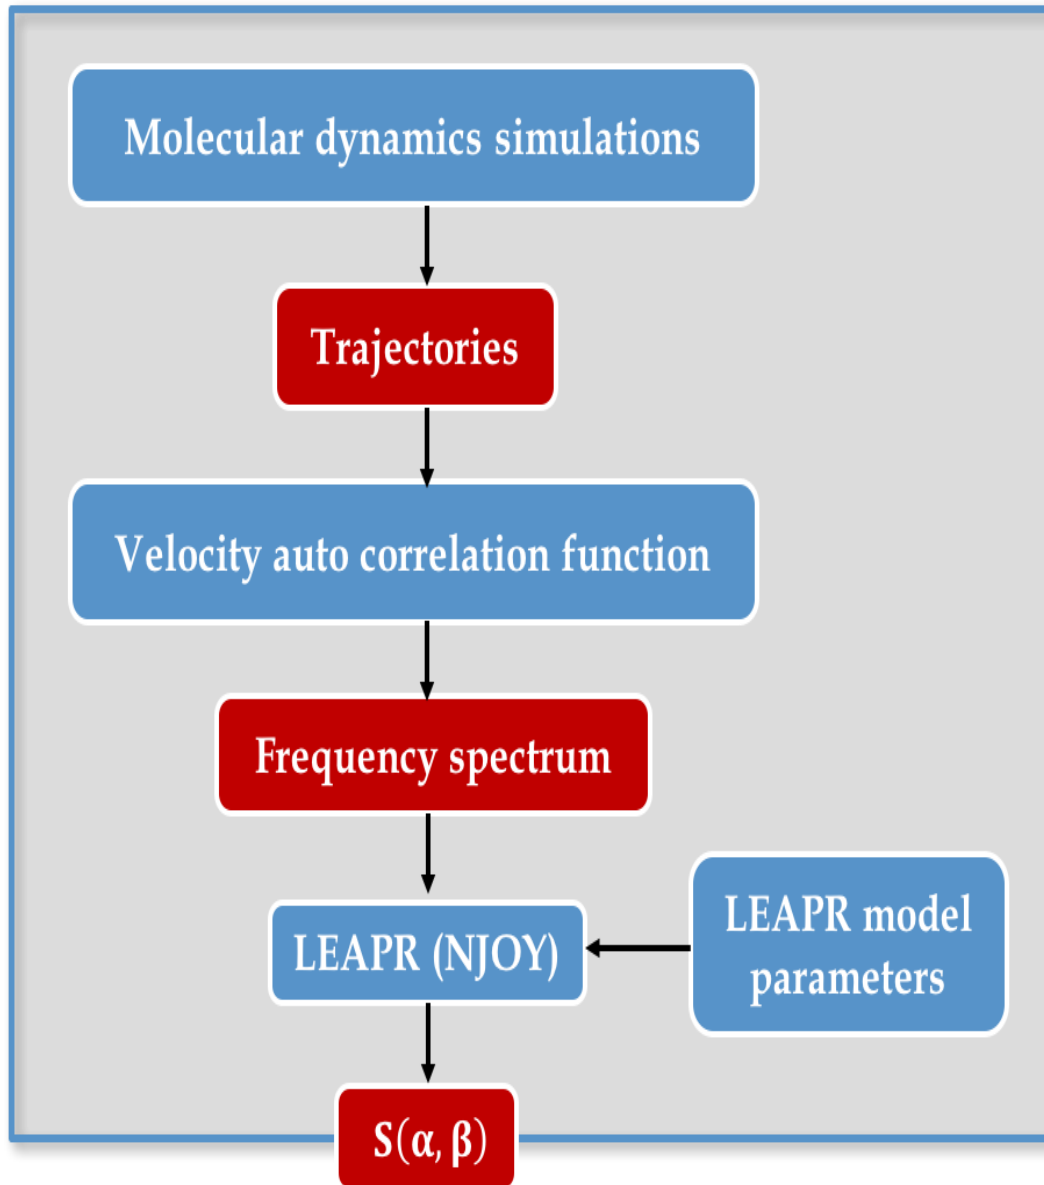 Molecular dynamics simulations
Trajectories
Velocity auto correlation function
Frequency spectrum
LEAPR (NJOY)
LEAPR model
parameters
S(α, β)